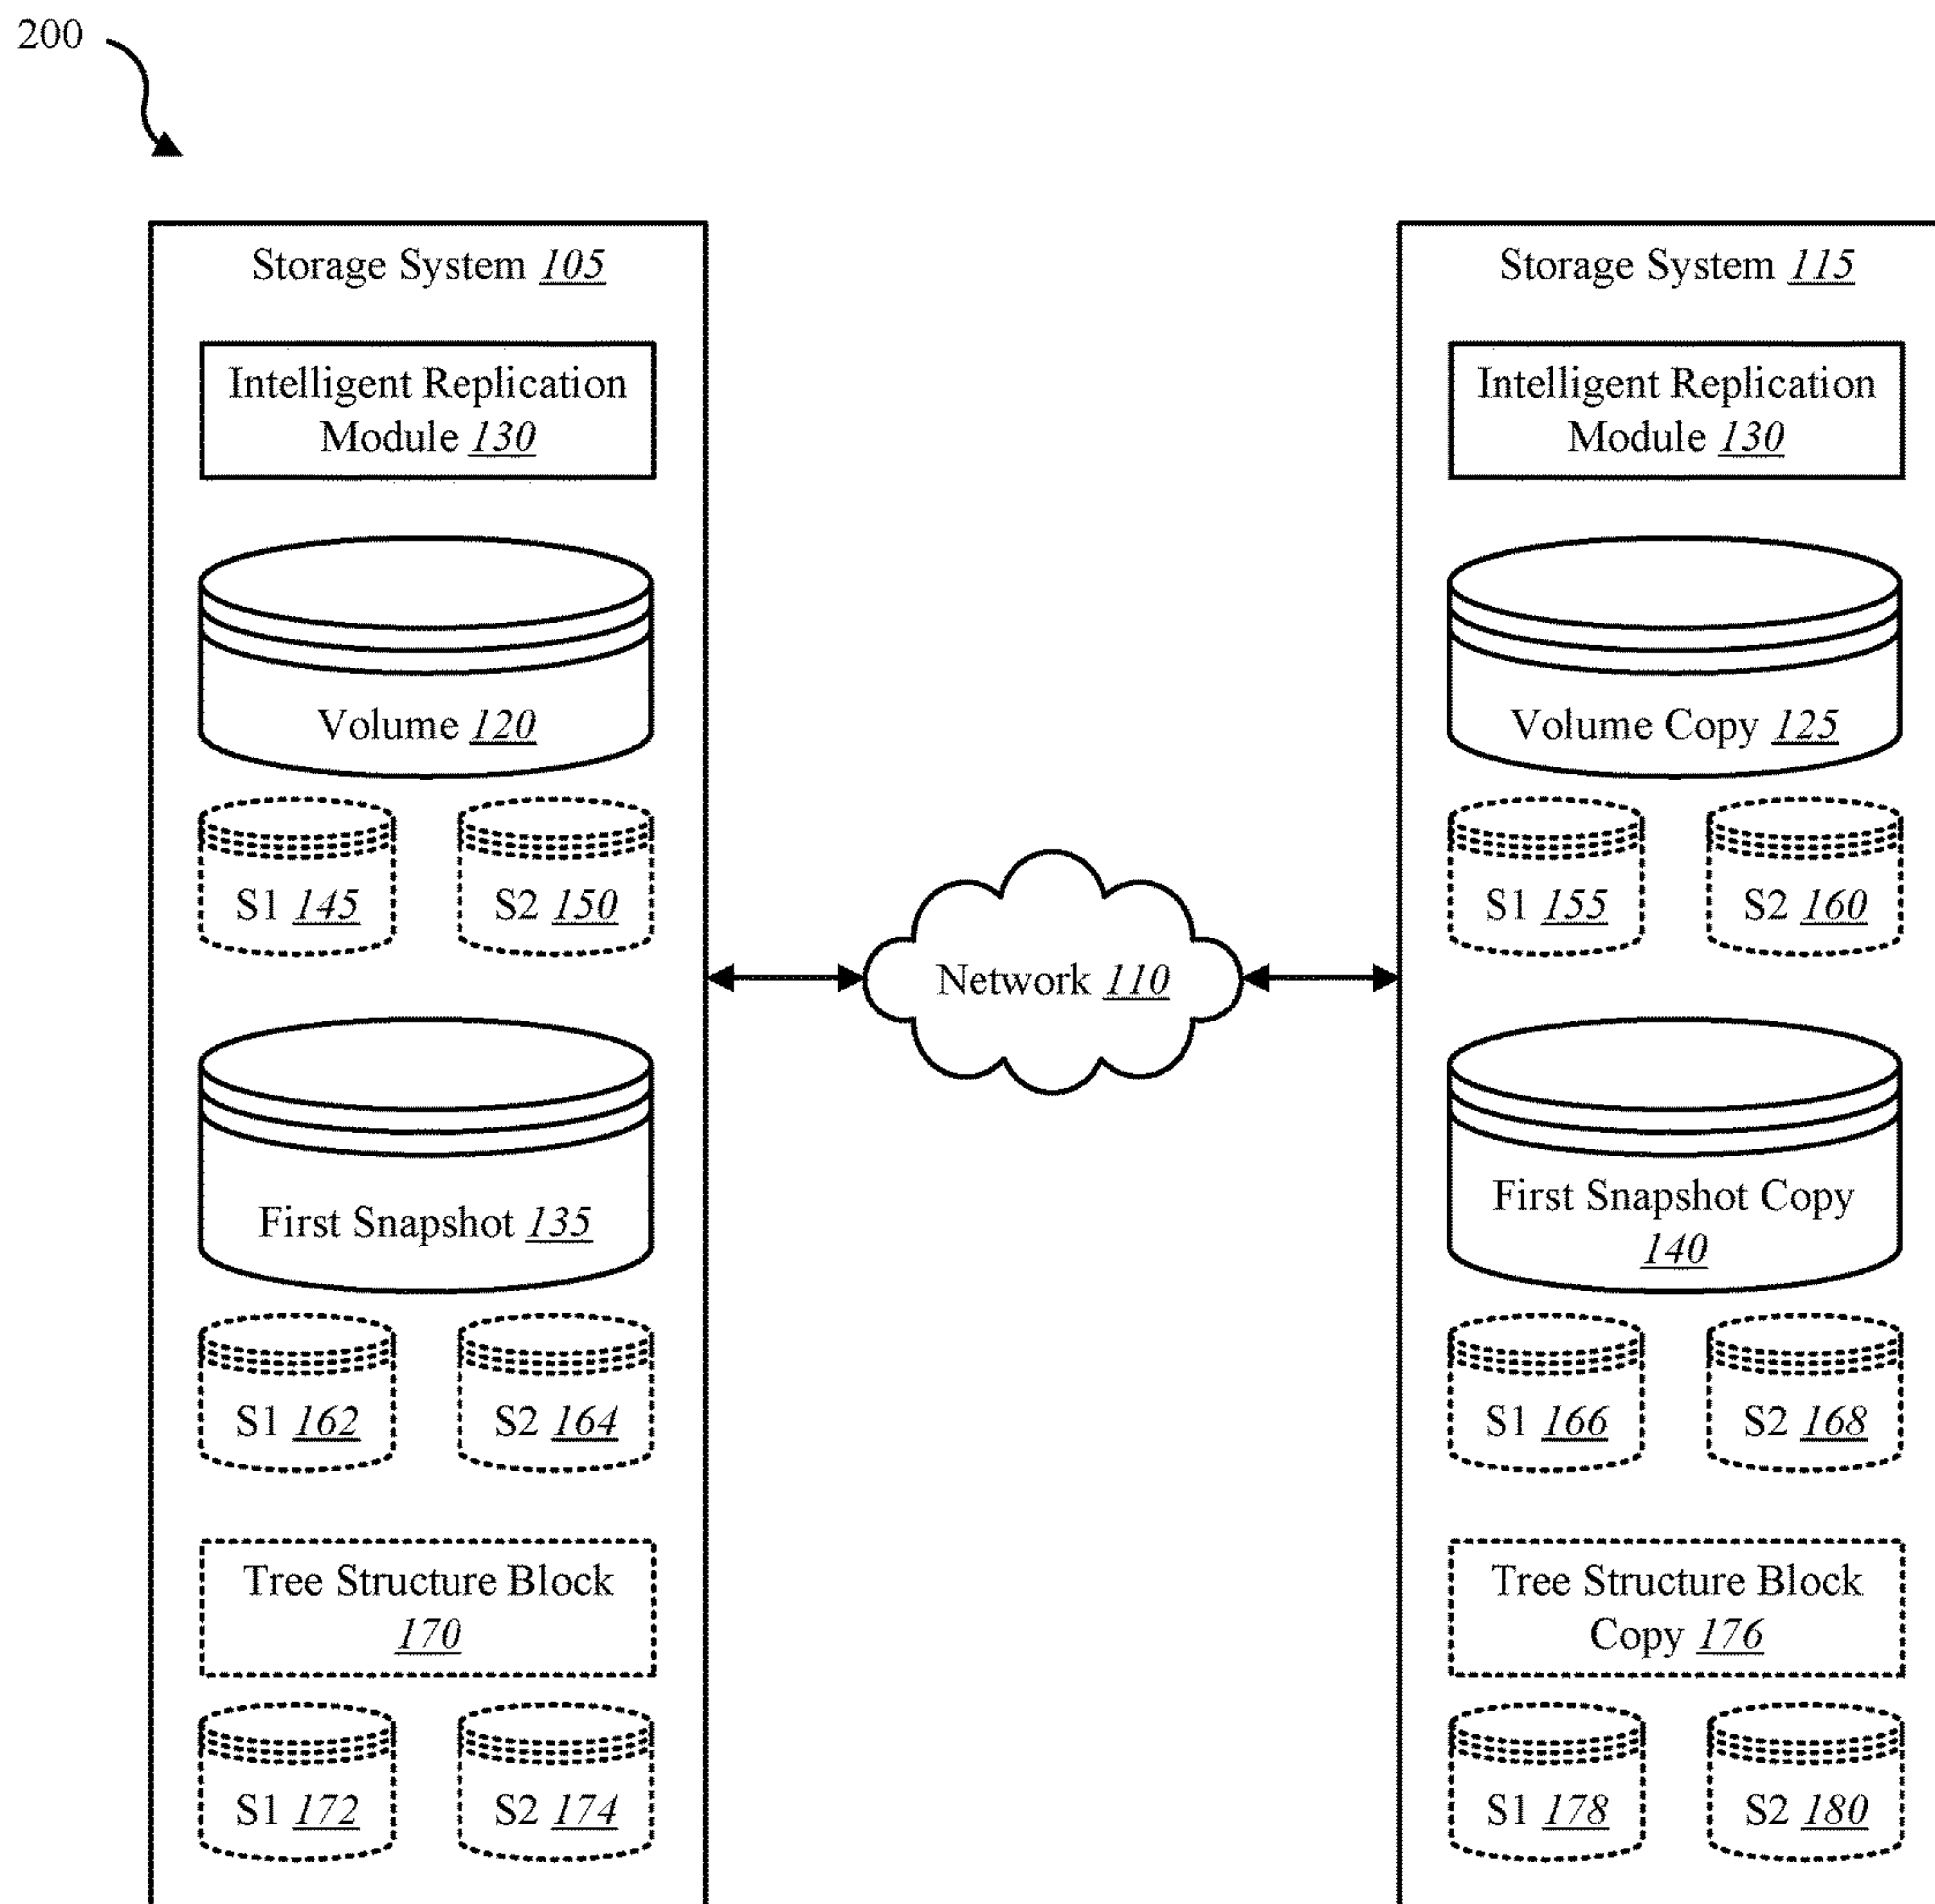 200
Storage System 105
Intelligent Replication
Module 130
Volume 120
S1 145
S2 150
First Snapshot 135
S1 162
S2 164
Tree Structure Block
170
S1 172
S2 174
Network 110
Storage System 115
Intelligent Replication
Module 130
Volume Copy 125
S1 155
S2 160
First Snapshot Copy
140
S1 166
S2 168
Tree Structure Block
Copy 176
S1 178
S2 180